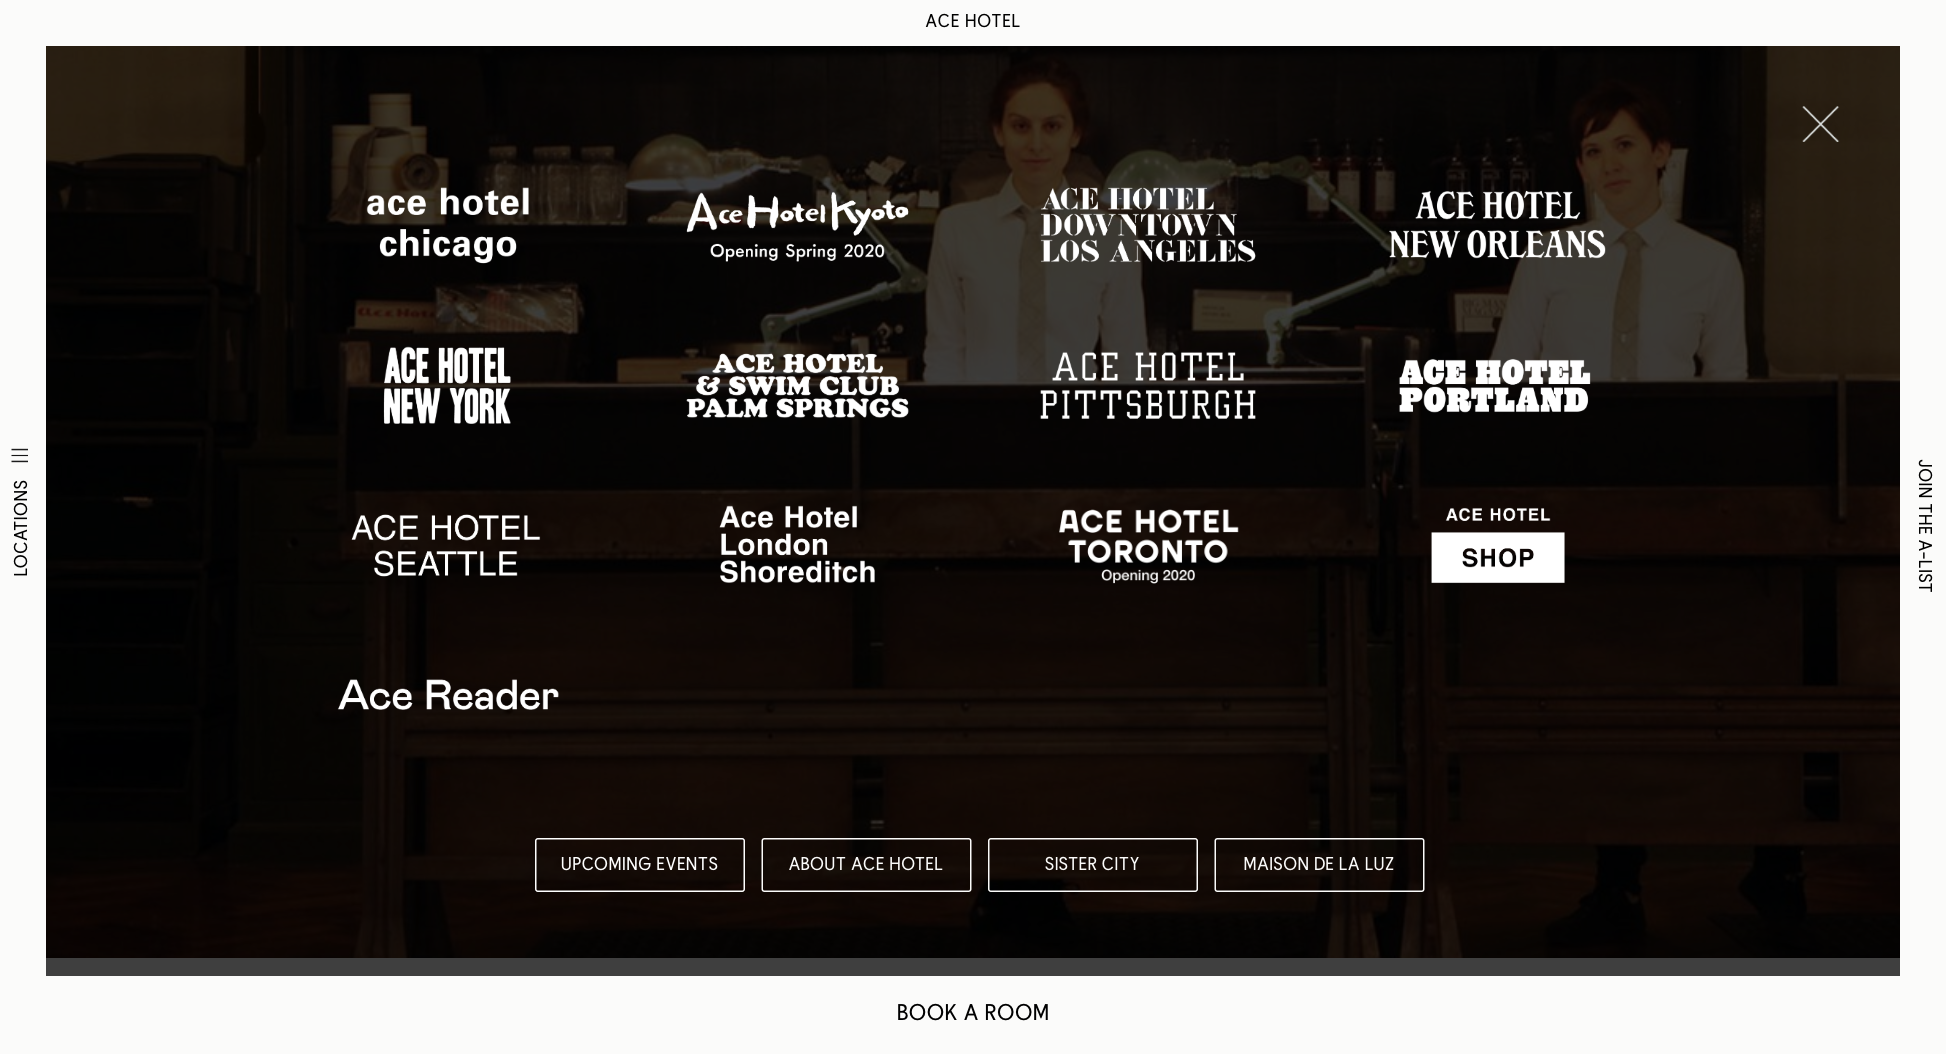 ACE HOTEL
ace hotel
chicago
Ace Hotel Kyoto
Opening Spring 2020
ACE HOTEL
DOWNTOWN
LOS ANGELES
ACE HOTEL
NEW ORLEANS
ACE HOTEL
NEW YORK
ACE HOTEL
& SWIM CLUB
PALM SPRINGS
ACE HOTEL
PITTSBURGH
ACE HOTEL
PORTLAND
ACE HOTEL
SEATTLE
Ace Hotel
London
Shoreditch
ACE HOTEL
TORONTO
Opening 2020
ACE HOTEL
SHOP
Ace Reader
UPCOMING EVENTS
ABOUT ACE HOTEL
SISTER CITY
MAISON DE LA LUZ
LOCATIONS
JOIN THE A-LIST
BOOK A ROOM